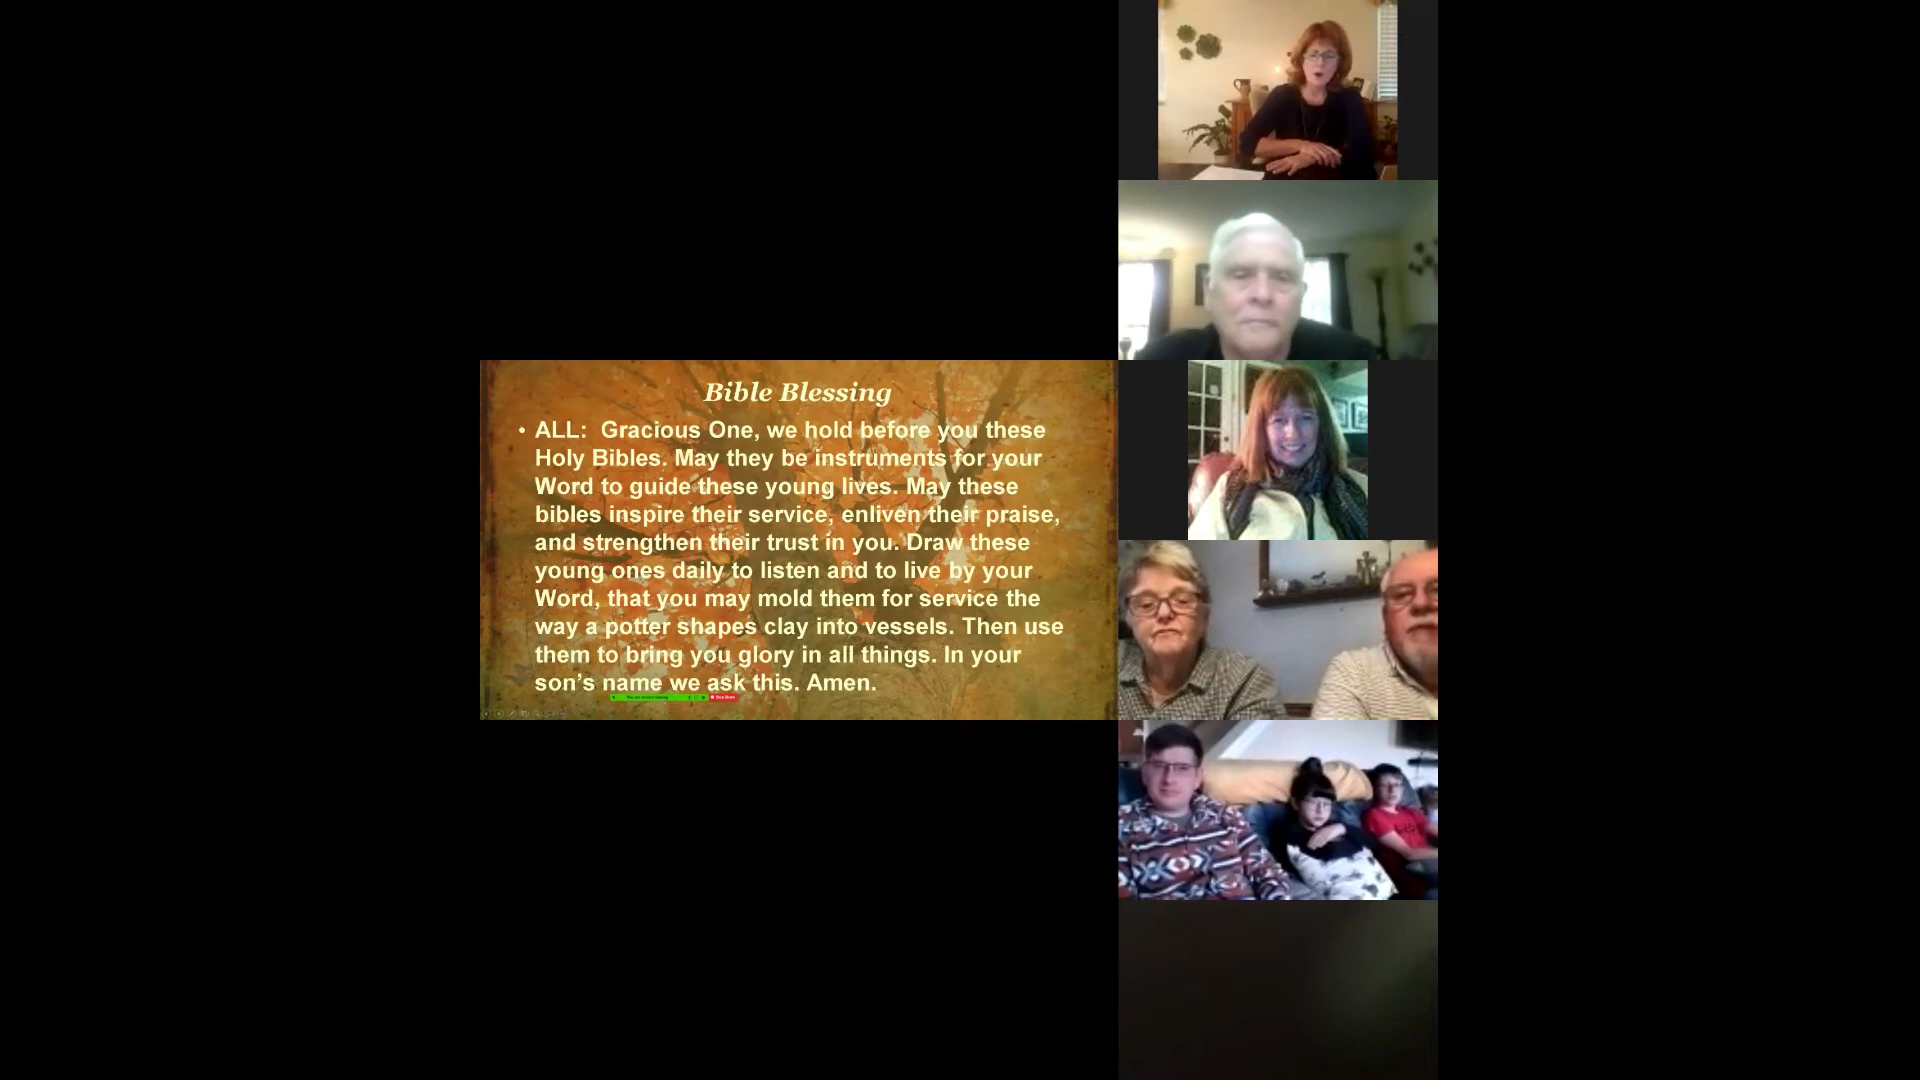 Bible Blessing
• ALL: Gracious One, we hold before you these
Holy Bibles. May they be instruments for your
Word to guide these young lives. May these
bibles inspire their service, enliven their praise,
and strengthen their trust in you. Draw these
young ones daily to listen and to live by your
Word, that you may mold them for service the
way a potter shapes clay into vessels. Then use
them to bring you glory in all things. In your
son’s name we ask this. Amen.
Stop Share